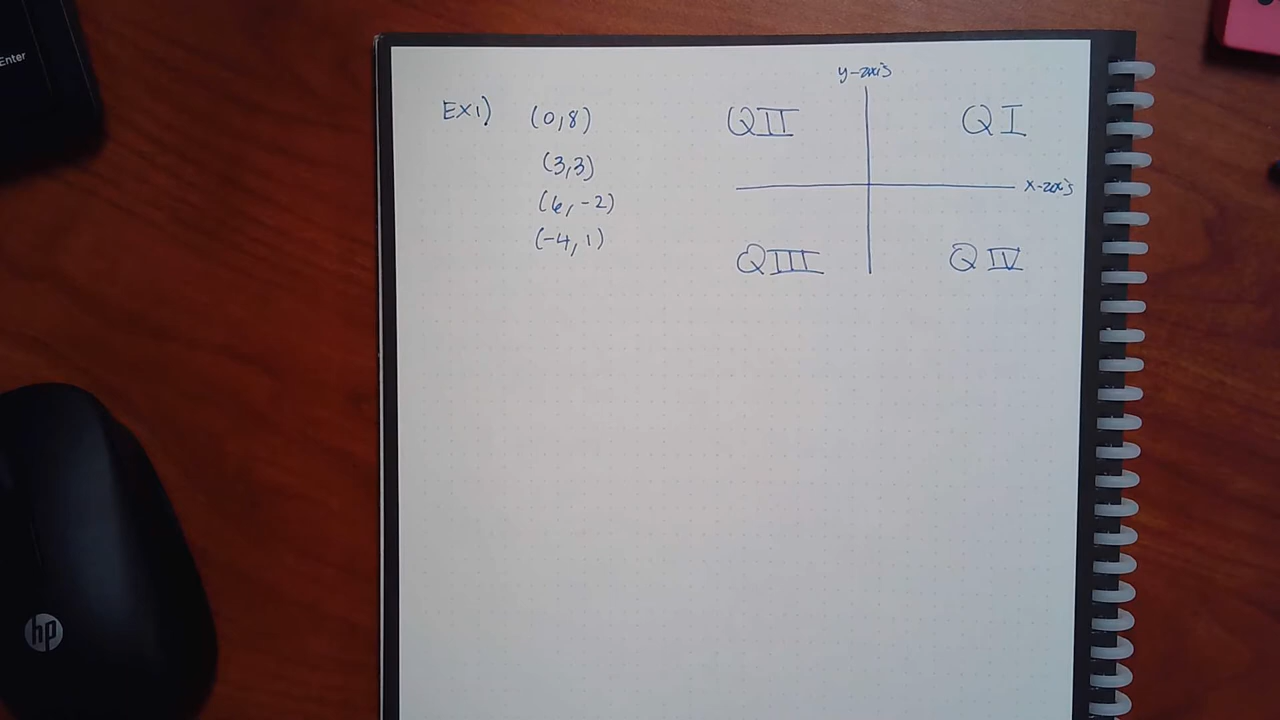 Enter
y-axis
EX1) (0,8) QII QI
(3,3)
x-axis
(6,-2)
(-4,1)
QIII QIV
hp